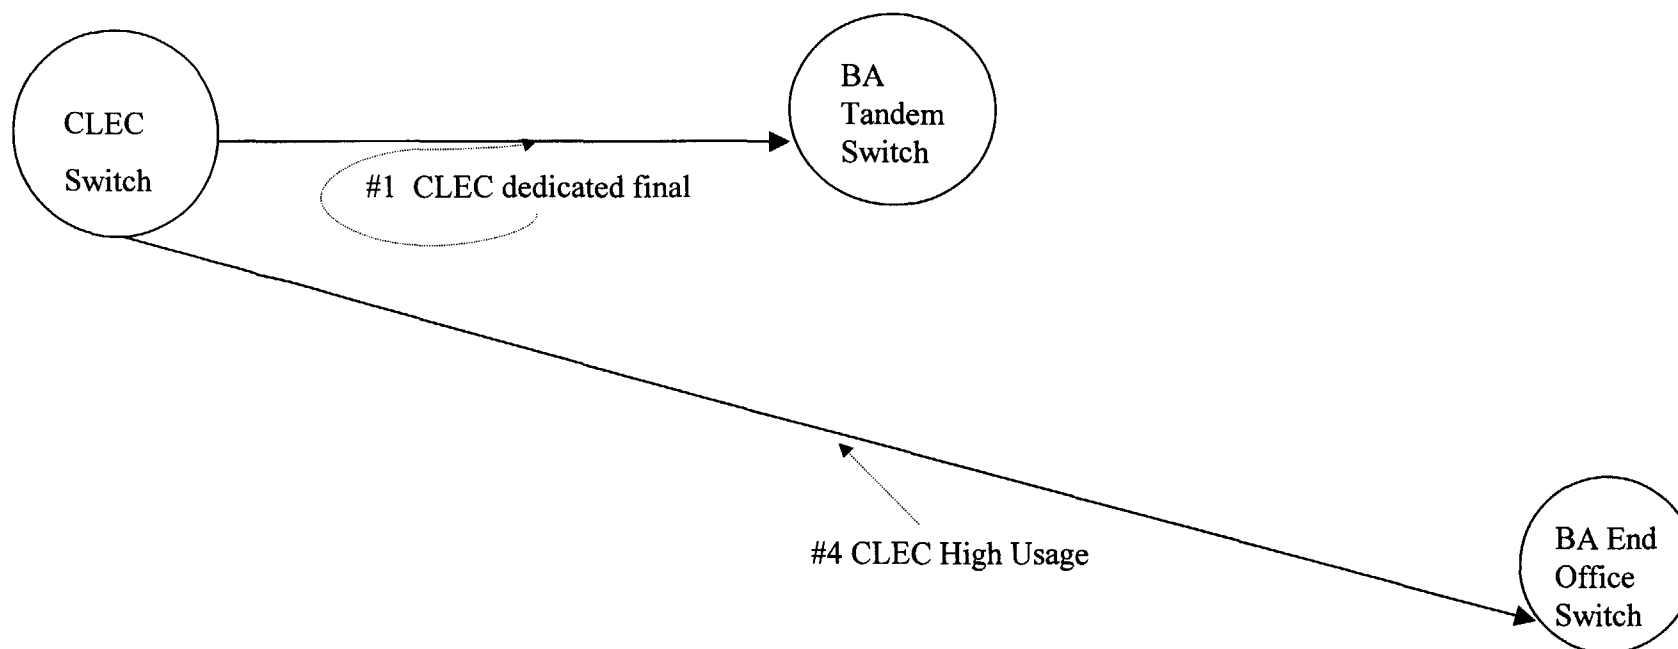 CLEC
Switch
BA
Tandem
Switch
#1 CLEC dedicated final
#4 CLEC High Usage
BA End
Office
Switch